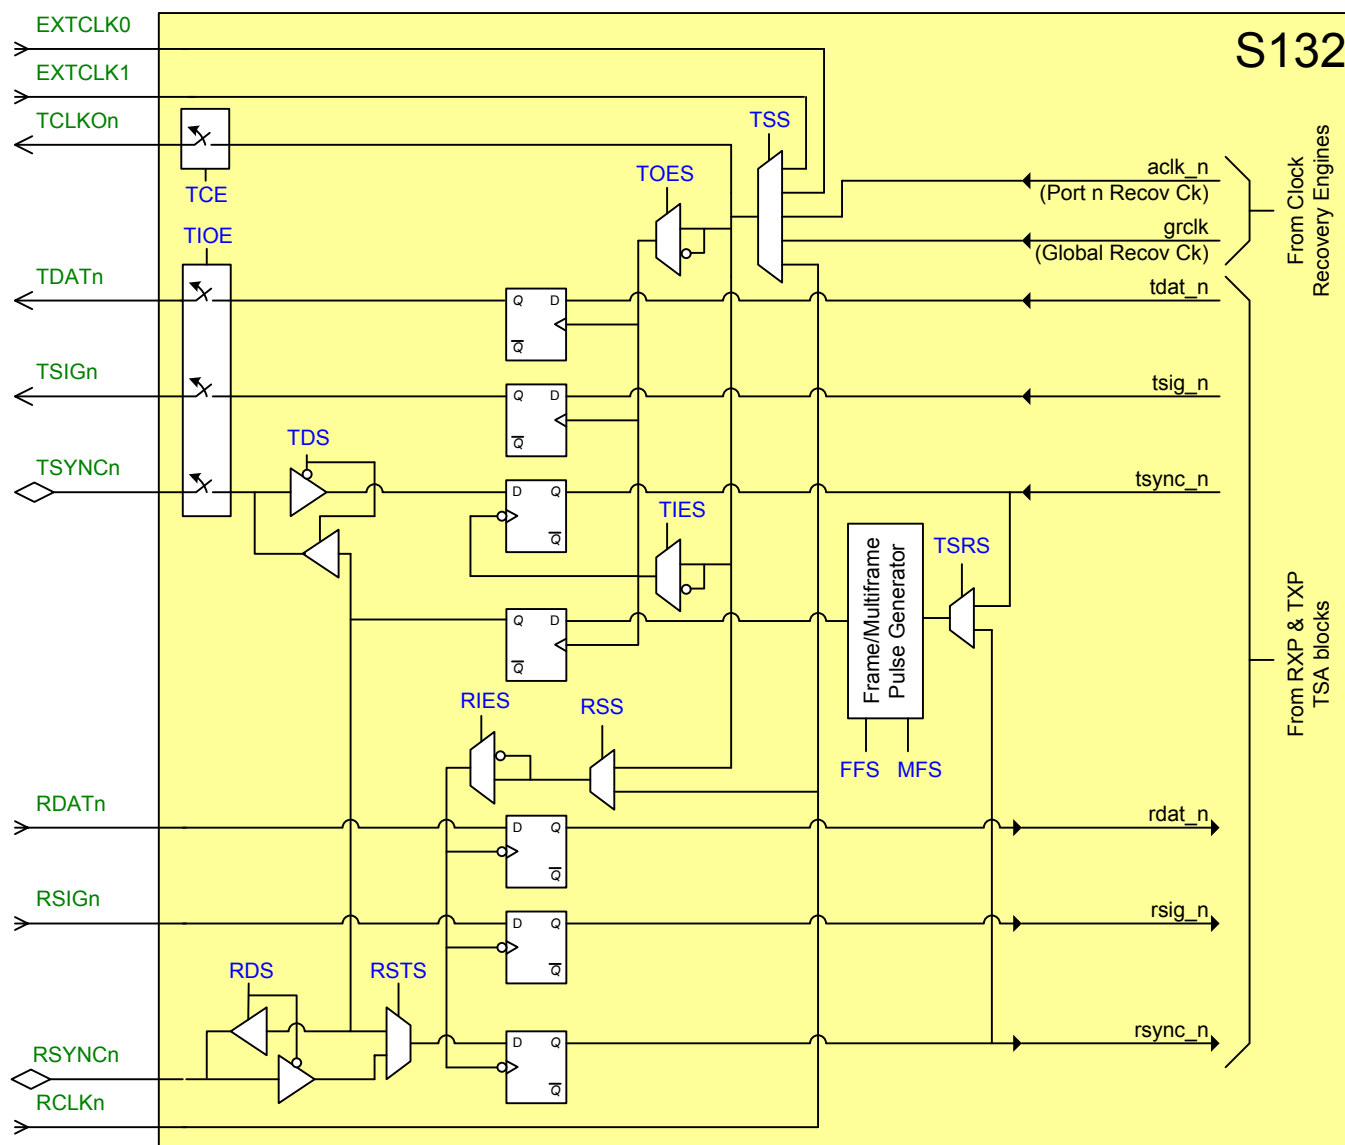 EXTCLK0
S132
EXTCLK1
TCLKOn
TSS
TCE
TOES
aclk_n
(Port n Recov Ck)
grclk
(Global Recov Ck)
From Clock
Recovery Engines
TIOE
TDATn
Q D
Q
tdat_n
TSIGn
Q D
Q
tsig_n
TDS
TSYNCn
D Q
Q
tsync_n
TIES
TSRS
Frame/Multiframe
Pulse Generator
Q D
Q
From RXP & TXP
TSA blocks
RIES
RSS
FFS
MFS
RDATn
D Q
Q
rdat_n
RSIGn
D Q
Q
rsig_n
RDS
RSTS
RSYNCn
D Q
Q
rsync_n
RCLKn